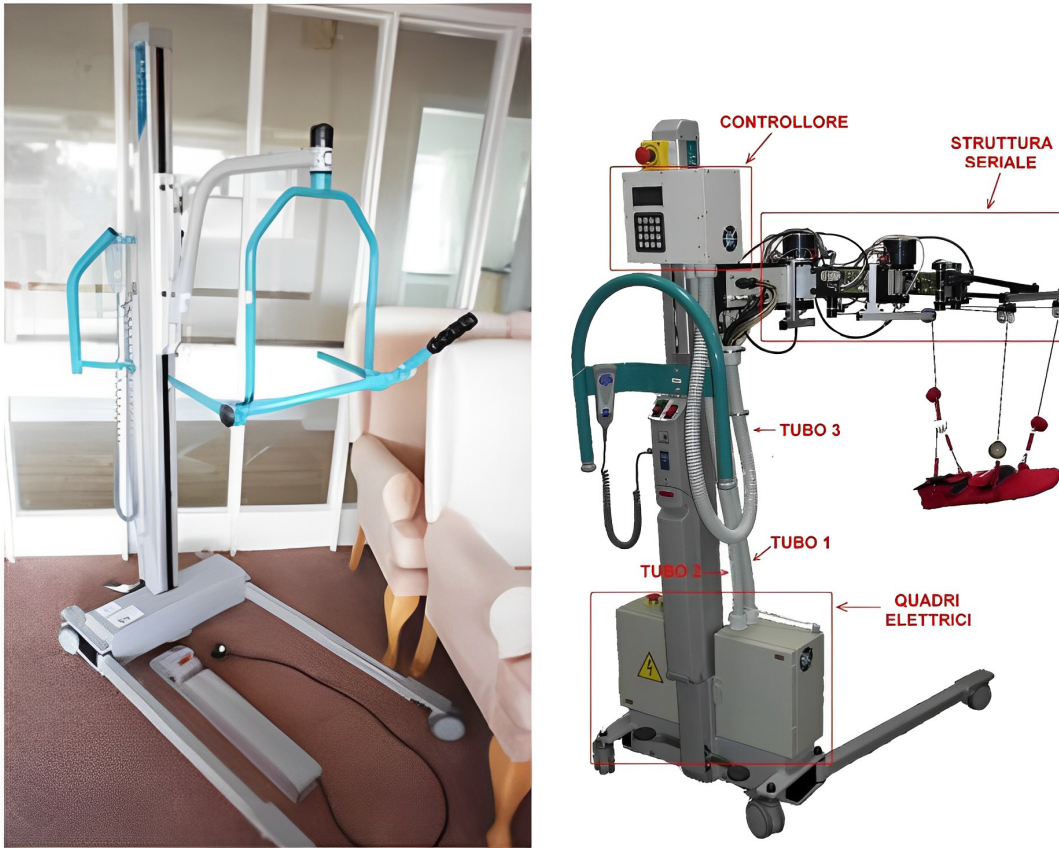 CONTROLLORE
STRUTTURA
SERIALE
TUBO 3
TUBO 1
TUBO 2
QUADRI
ELETTRICI